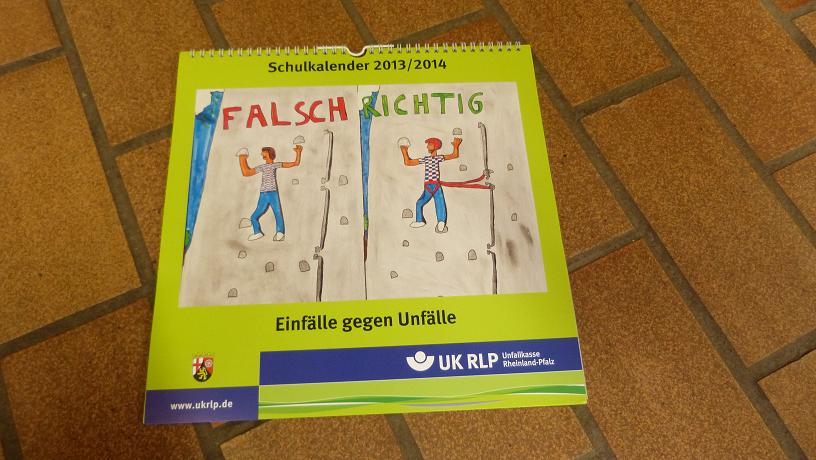 Schulkalender 2013/2014
FALSCH RICHTIG
Einfälle gegen Unfälle
UK RLP Unfallkasse
Rheinland-Pfalz
www.ukrlp.de